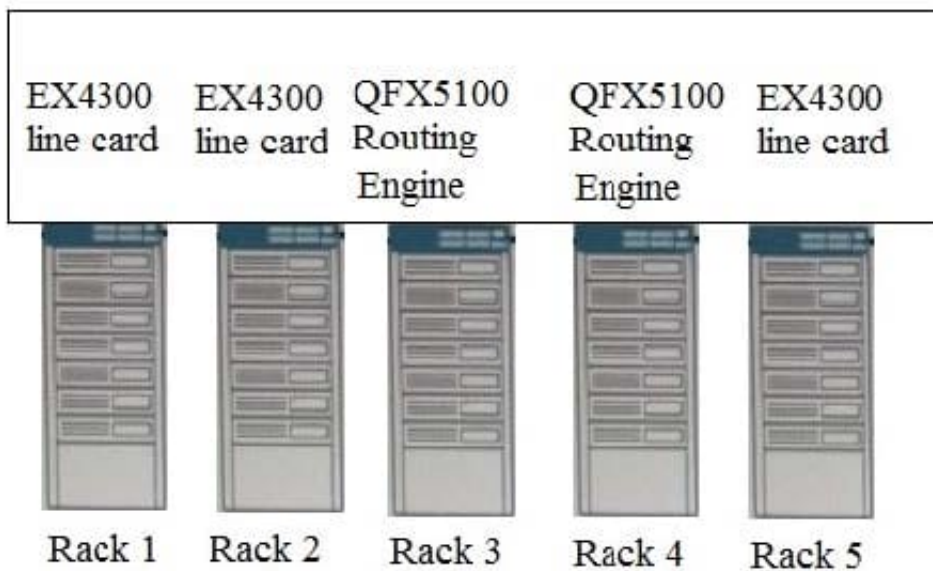 EX4300
line card
EX4300
line card
QFX5100
Routing
Engine
QFX5100
Routing
Engine
EX4300
line card
Rack 1
Rack 2
Rack 3
Rack 4
Rack 5